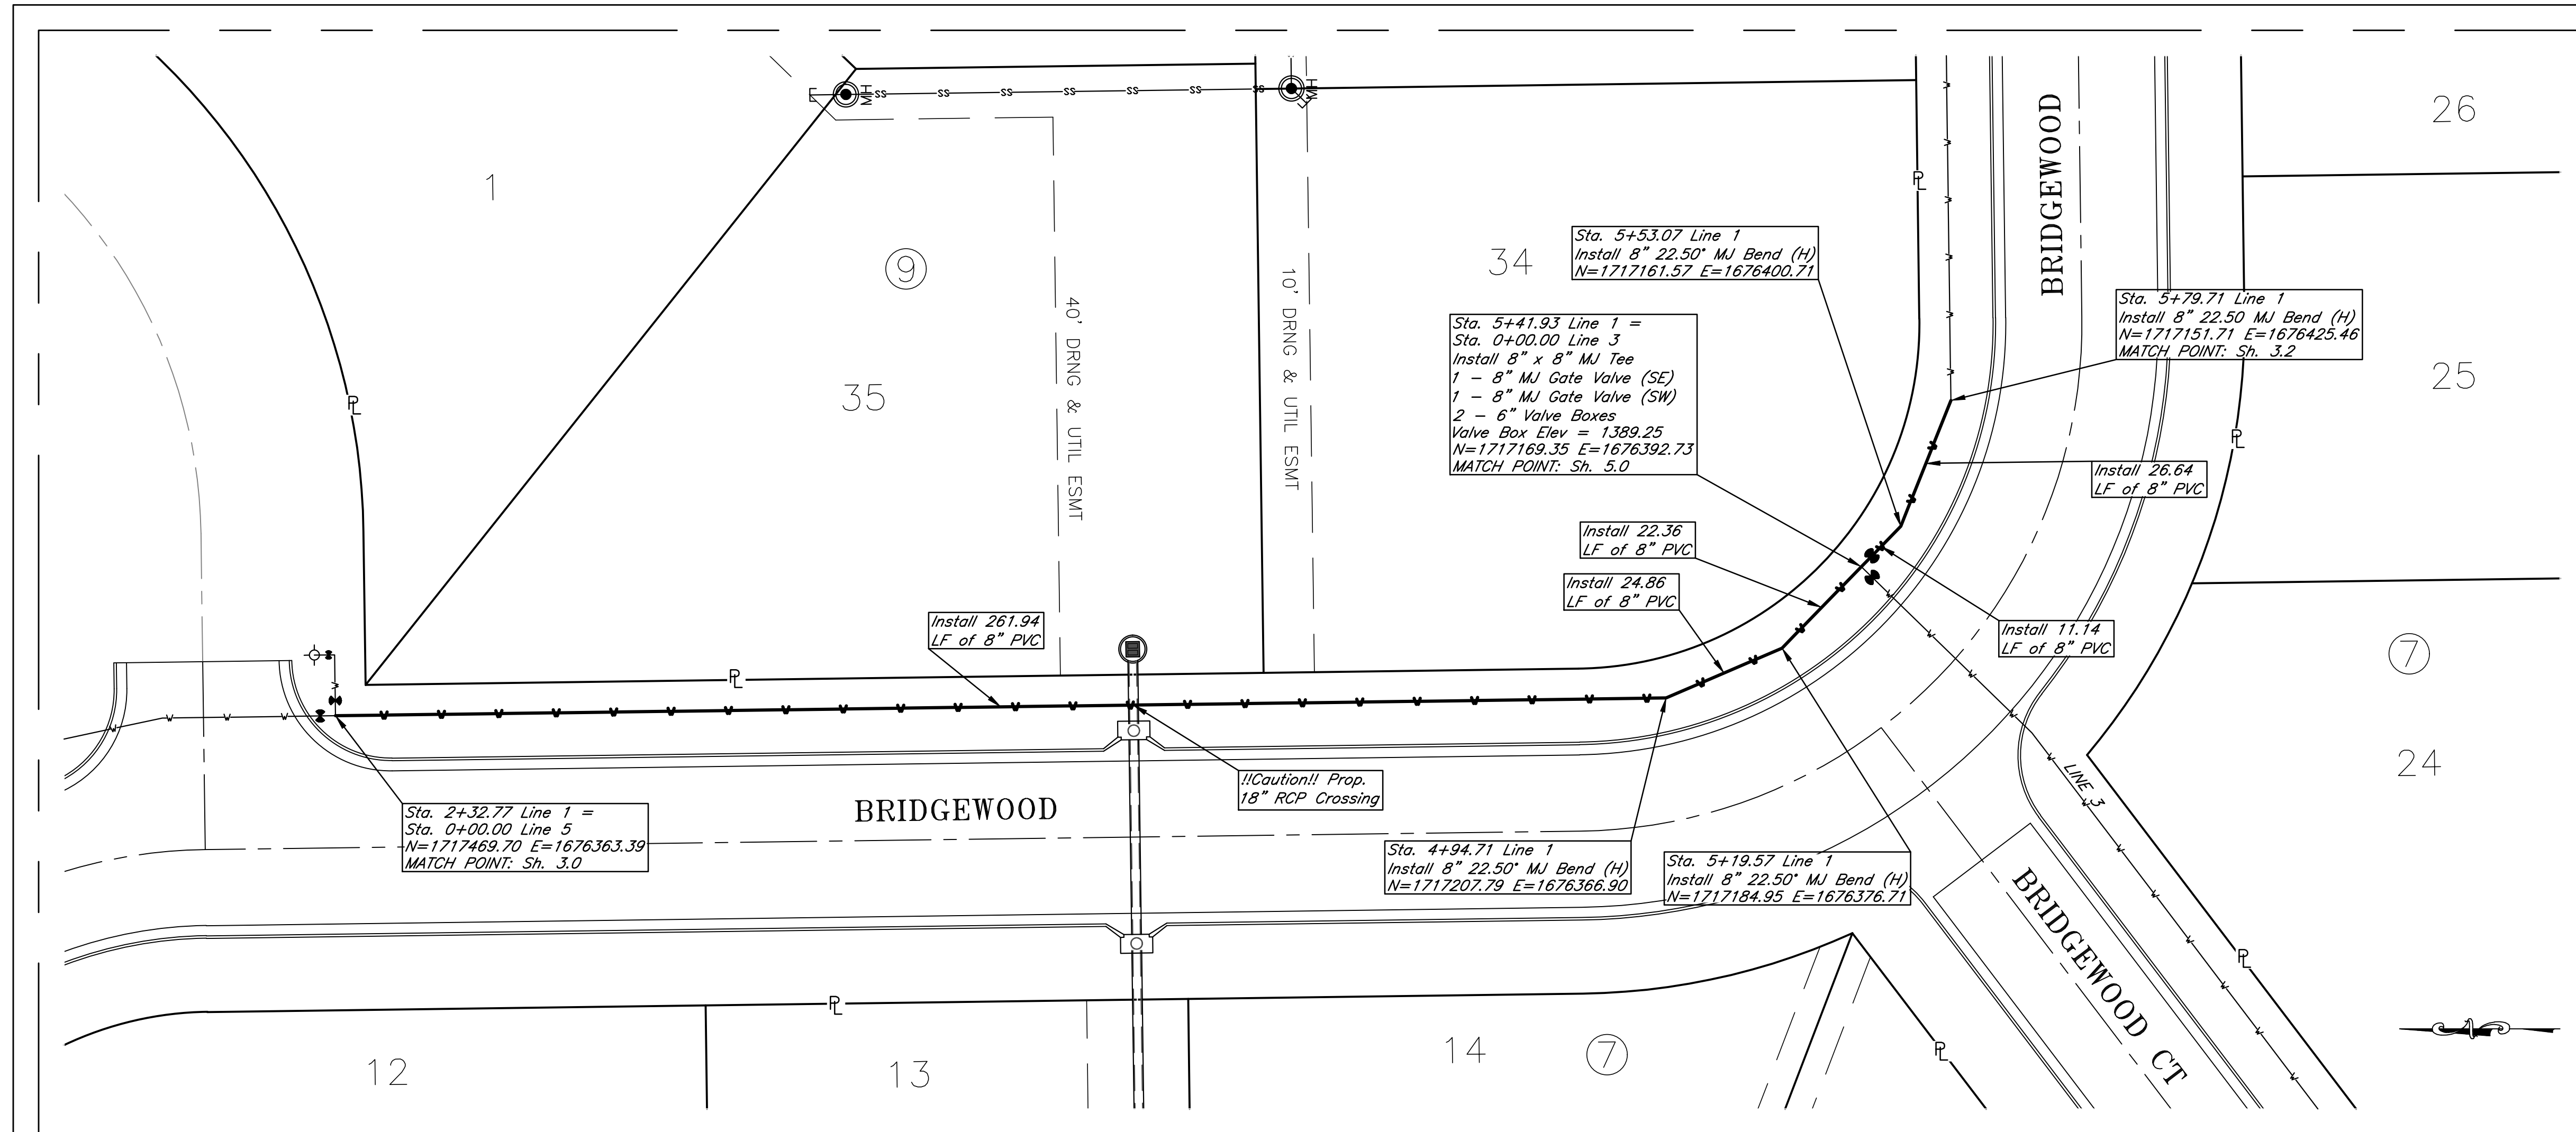 MH
SS SS SS SS SS SS SS
MH
26
1
BRIDGEWOOD
9
34
Sta. 5+53.07 Line 1
Install 8" 22.50° MJ Bend (H)
N=1717161.57 E=1676400.71
40' DRNG & UTIL ESMT
10' DRNG & UTIL ESMT
Sta. 5+79.71 Line 1
Install 8" 22.50 MJ Bend (H)
N=1717151.71 E=1676425.46
MATCH POINT: Sh. 3.2
Sta. 5+41.93 Line 1 =
Sta. 0+00.00 Line 3
Install 8" x 8" MJ Tee
1 - 8" MJ Gate Valve (SE)
1 - 8" MJ Gate Valve (SW)
2 - 6" Valve Boxes
Valve Box Elev = 1389.25
N=1717169.35 E=1676392.73
MATCH POINT: Sh. 5.0
35
25
Install 26.64
LF of 8" PVC
Install 22.36
LF of 8" PVC
Install 24.86
LF of 8" PVC
Install 261.94
LF of 8" PVC
Install 11.14
LF of 8" PVC
7
24
LINE 3
!!Caution!! Prop.
18" RCP Crossing
BRIDGEWOOD
Sta. 2+32.77 Line 1 =
Sta. 0+00.00 Line 5
N=1717469.70 E=1676363.39
MATCH POINT: Sh. 3.0
Sta. 4+94.71 Line 1
Install 8" 22.50° MJ Bend (H)
N=1717207.79 E=1676366.90
Sta. 5+19.57 Line 1
Install 8" 22.50° MJ Bend (H)
N=1717184.95 E=1676376.71
BRIDGEWOOD CT
12
13
14
7